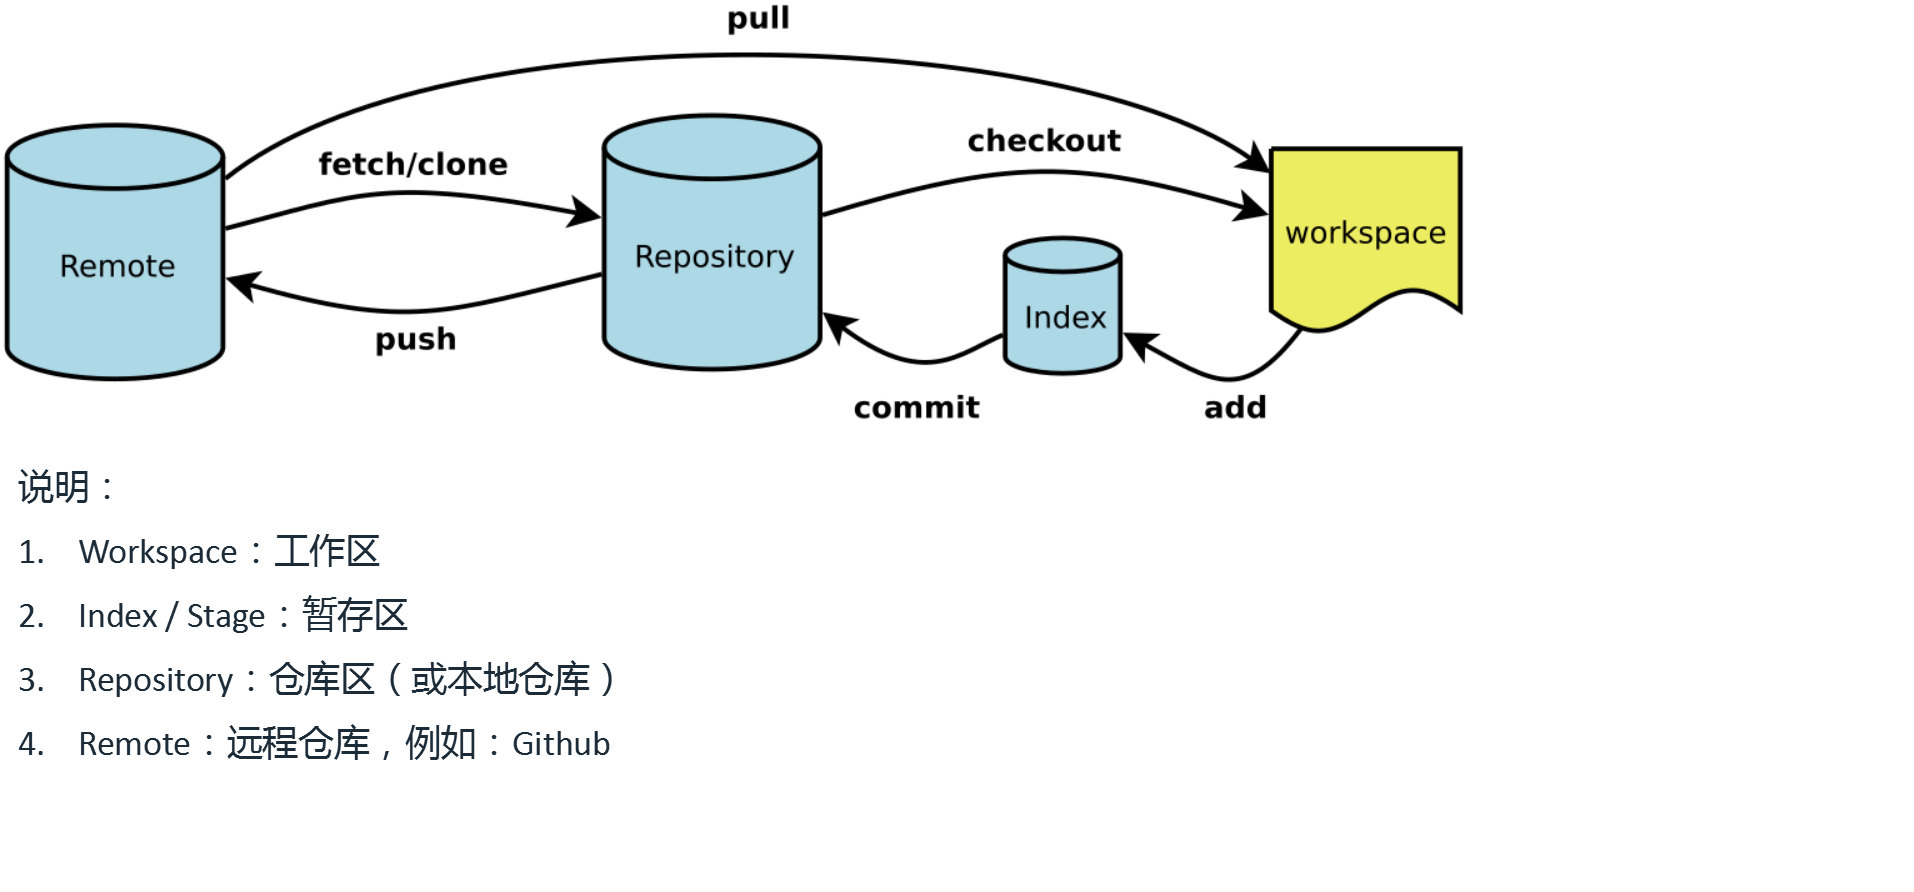 pull
fetch/clone
checkout
Remote
Repository
workspace
Index
push
commit
add
说明：
1. Workspace：工作区
2. Index / Stage：暂存区
3. Repository：仓库区（或本地仓库）
4. Remote：远程仓库，例如：Github